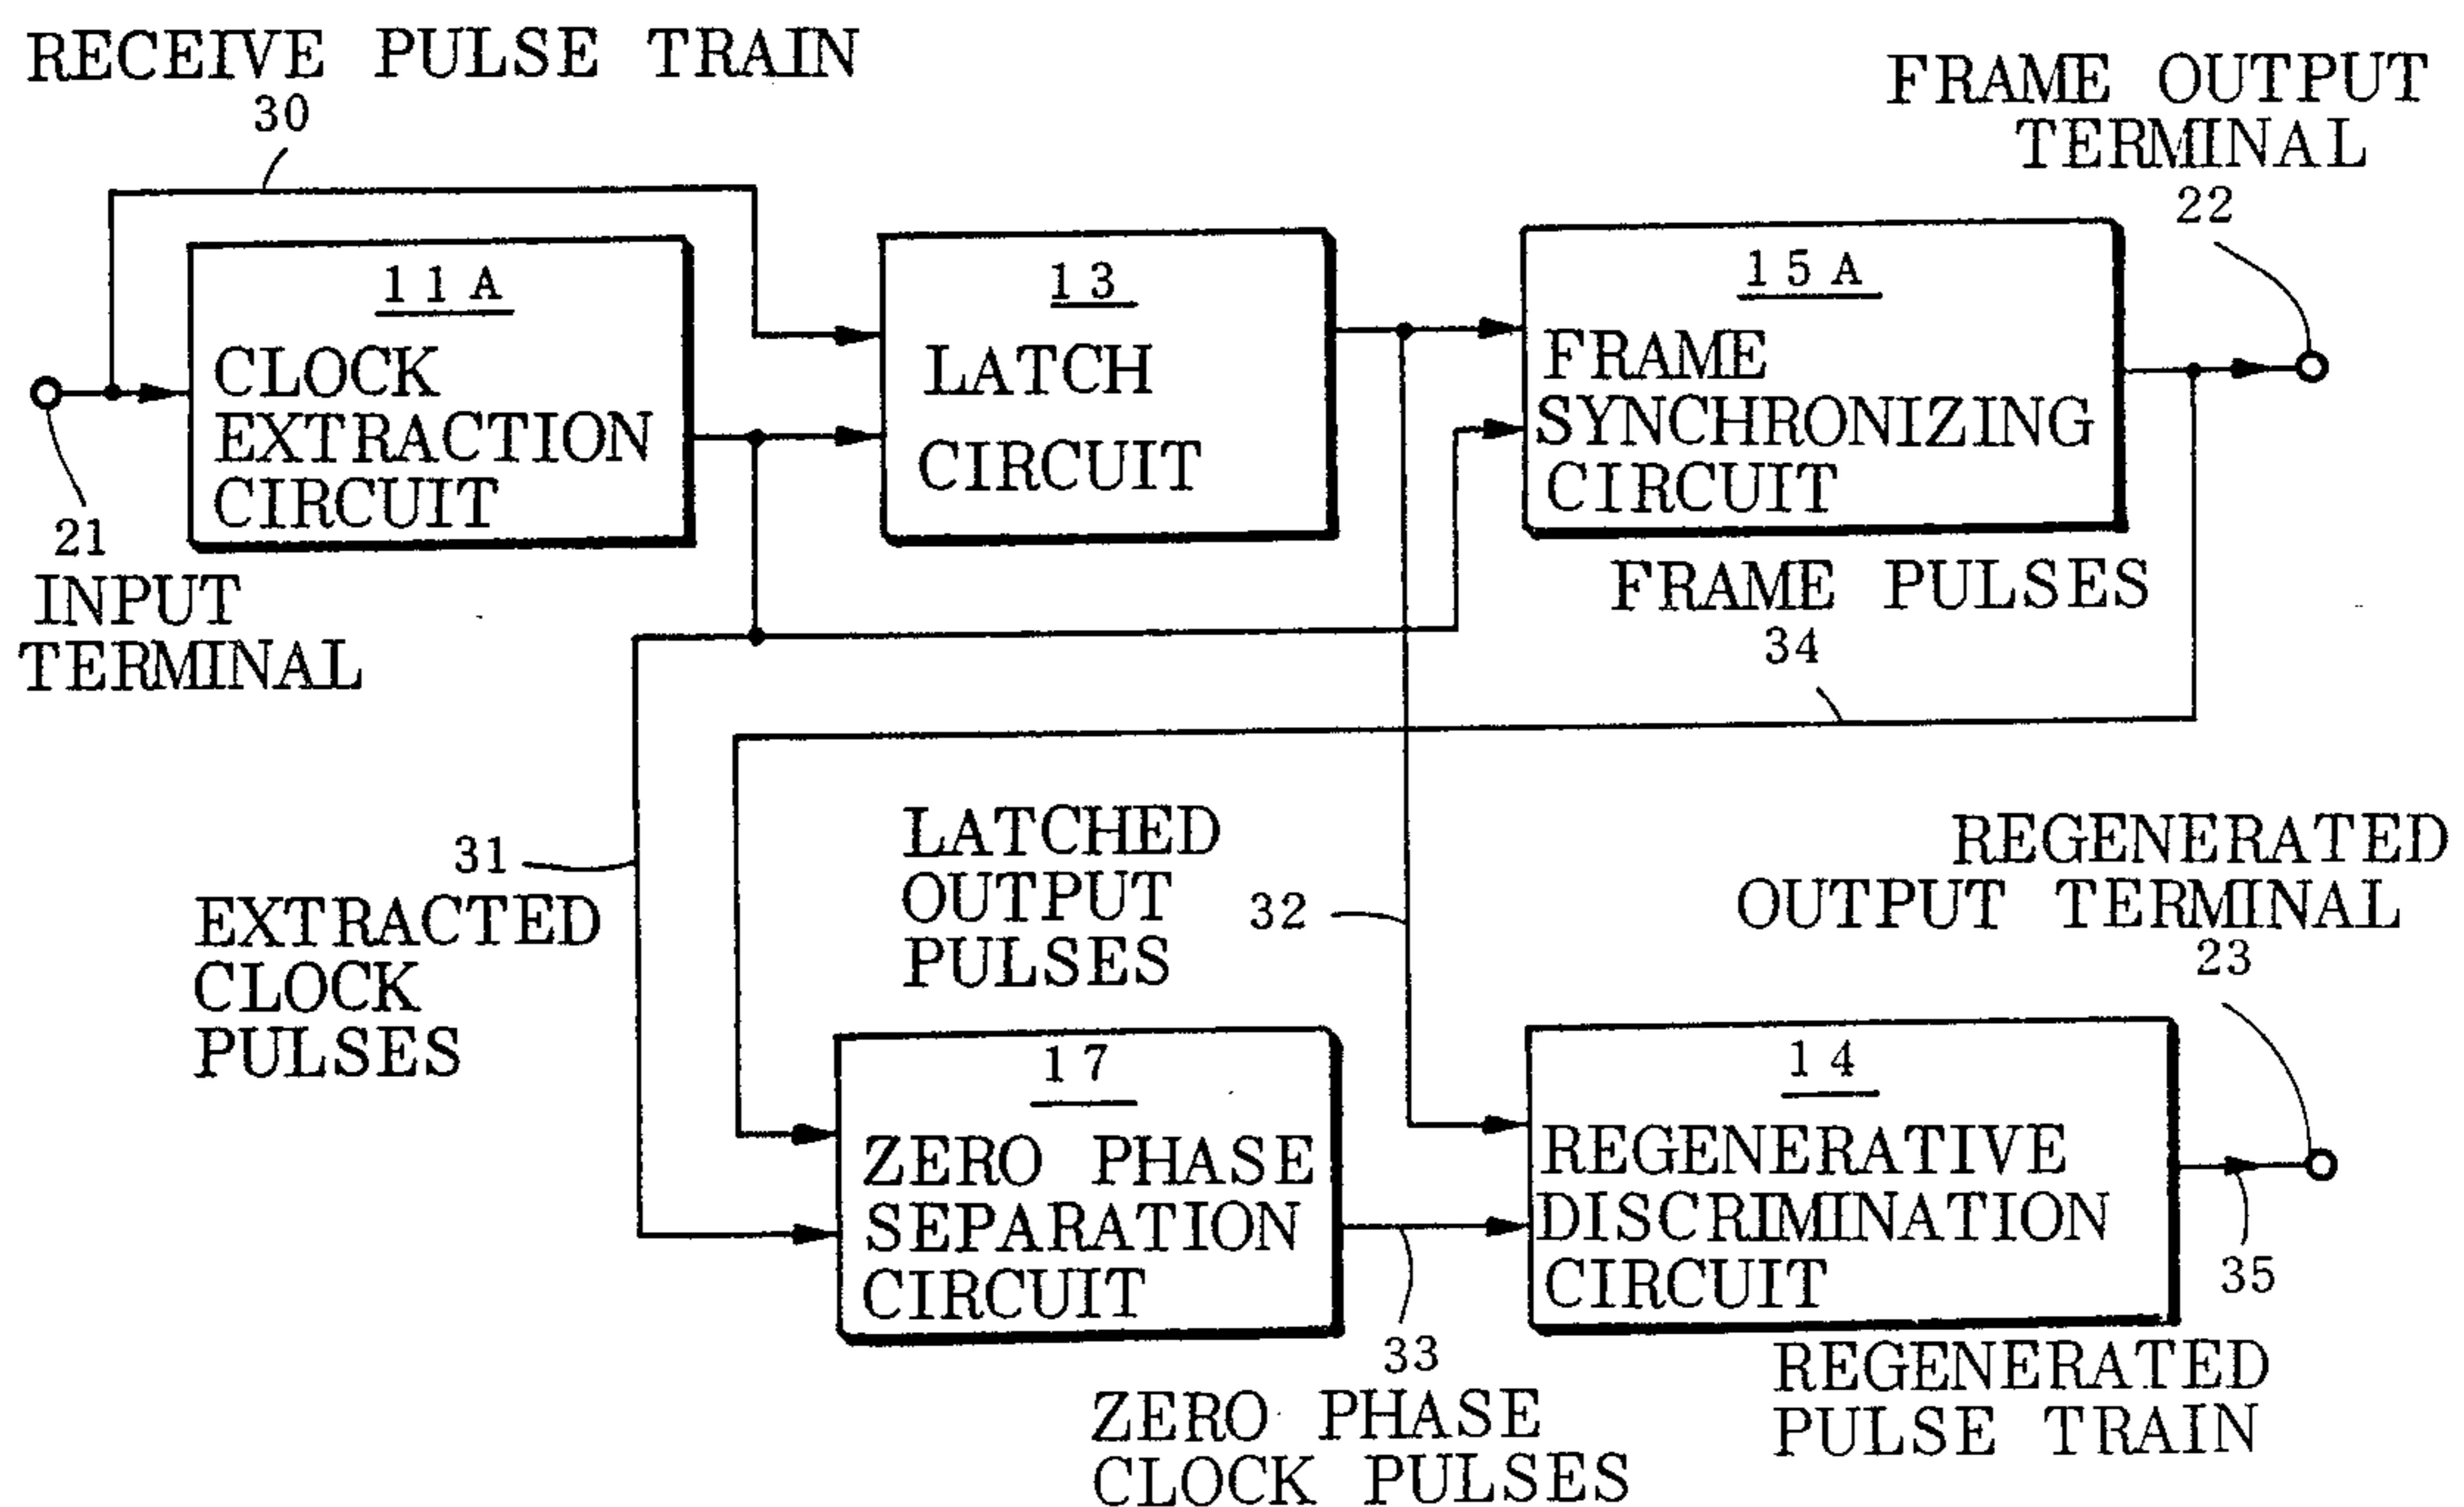 RECEIVE PULSE TRAIN
30
FRAME OUTPUT
TERMINAL
22
11A
CLOCK
EXTRACTION
CIRCUIT
13
LATCH
CIRCUIT
15A
FRAME
SYNCHRONIZING
CIRCUIT
21
INPUT
TERMINAL
FRAME PULSES
34
31
EXTRACTED
CLOCK
PULSES
LATCHED
OUTPUT
PULSES
32
REGENERATED
OUTPUT TERMINAL
23
17
ZERO PHASE
SEPARATION
CIRCUIT
14
REGENERATIVE
DISCRIMINATION
CIRCUIT
35
33
ZERO PHASE
CLOCK PULSES
REGENERATED
PULSE TRAIN